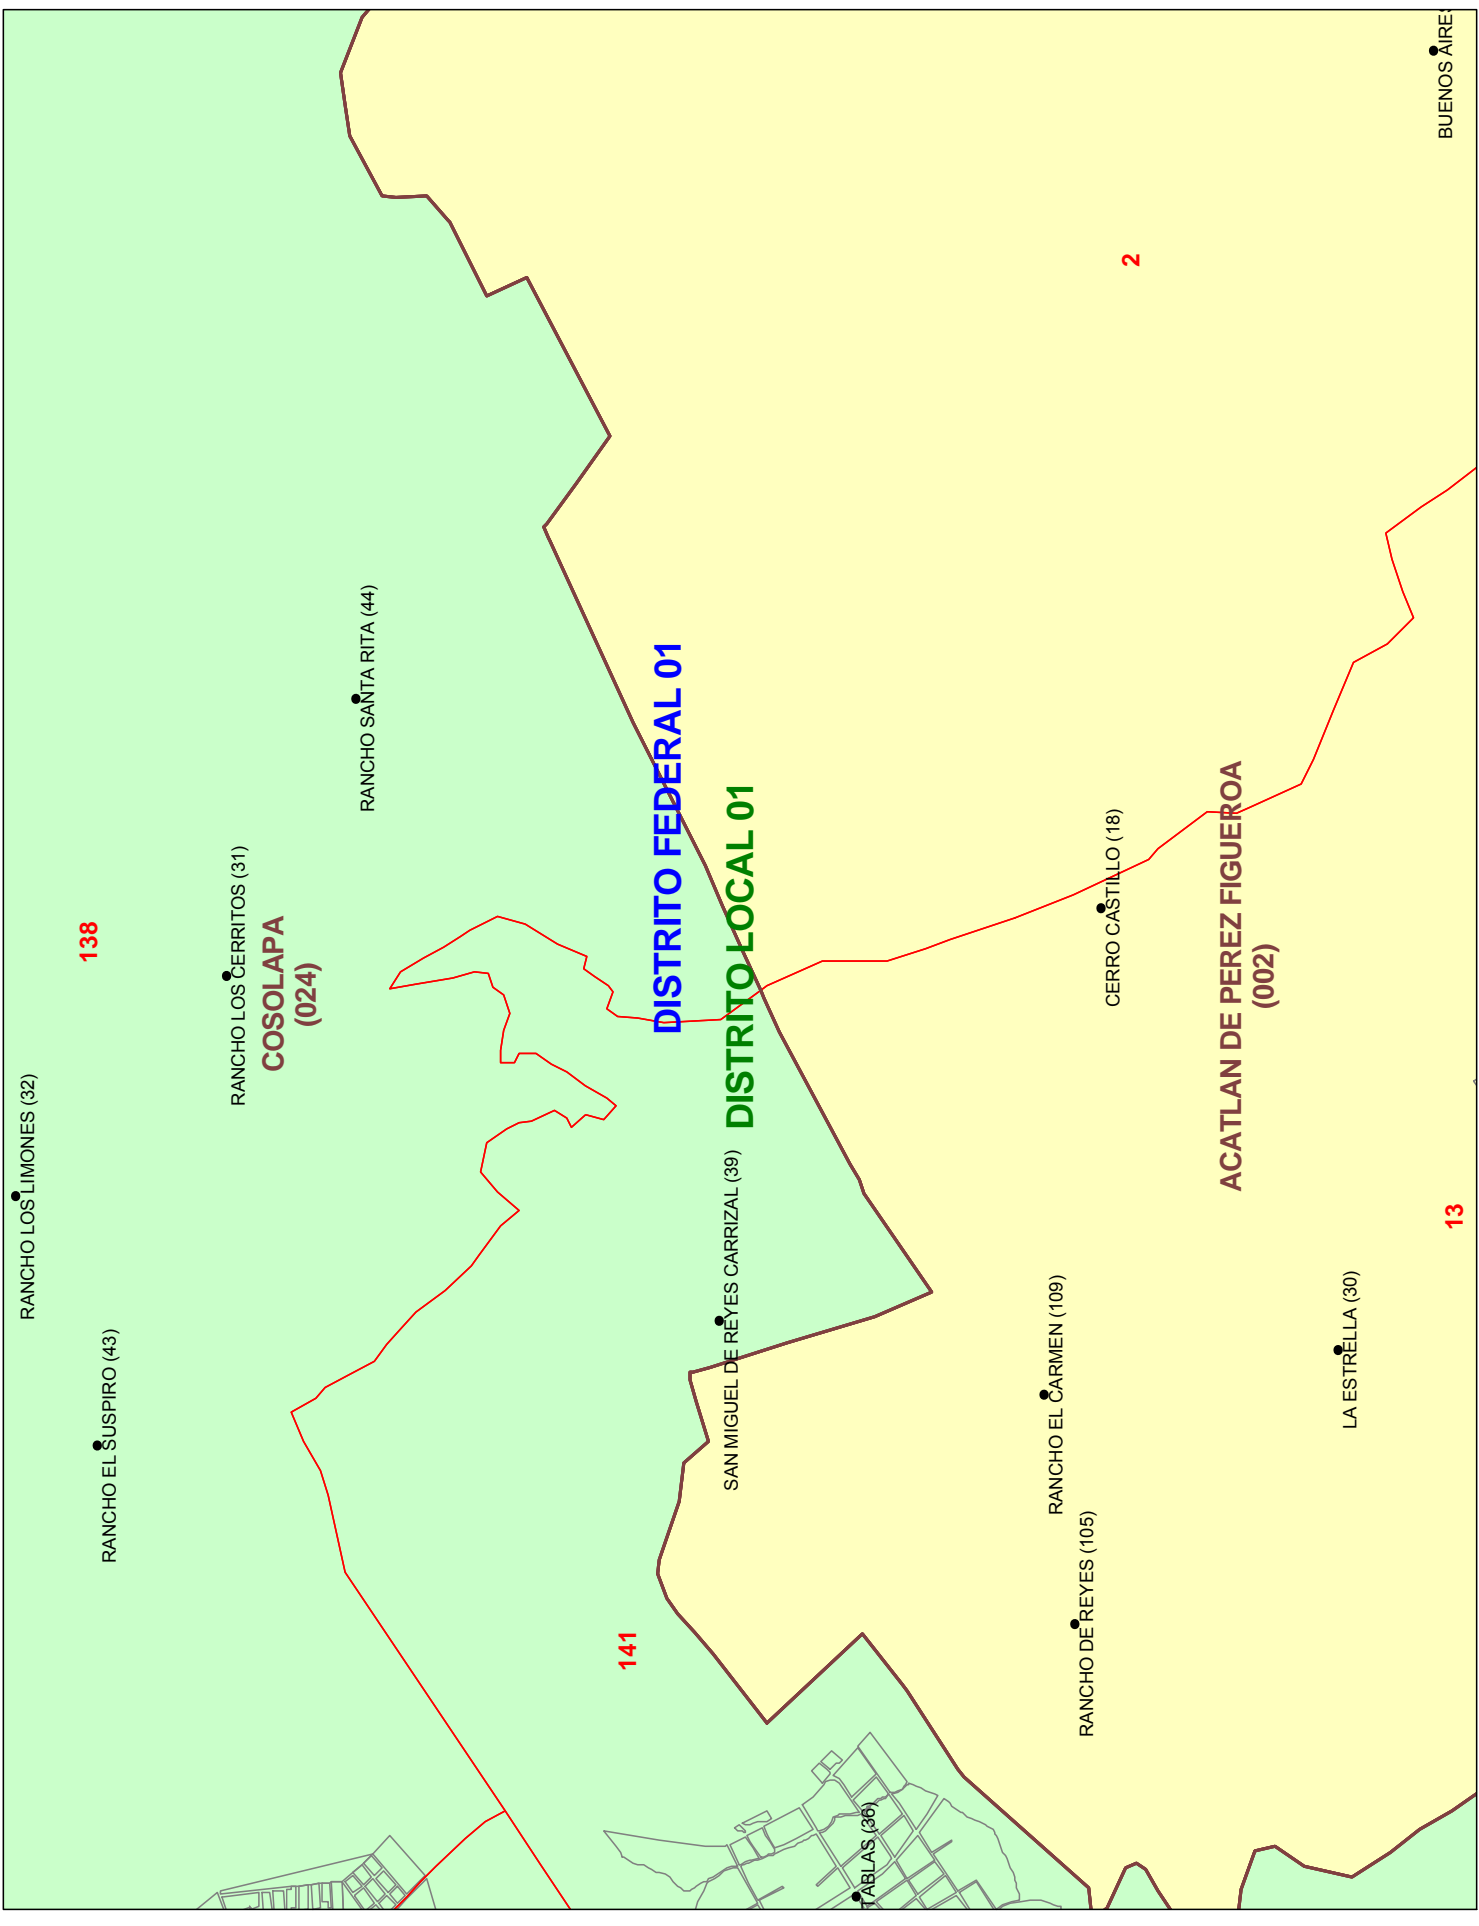 RANCHO LOS LIMONES (32)
138
RANCHO EL SUSPIRO (43)
RANCHO LOS CERRITOS (31)
COSOLAPA
(024)
RANCHO SANTA RITA (44)
141
DISTRITO FEDERAL 01
DISTRITO LOCAL 01
SAN MIGUEL DE REYES CARRIZAL (39)
TABLAS (36)
RANCHO EL CARMEN (109)
RANCHO DE REYES (105)
CERRO CASTILLO (18)
2
ACATLAN DE PEREZ FIGUEROA
(002)
LA ESTRELLA (30)
BUENOS AIRES
13